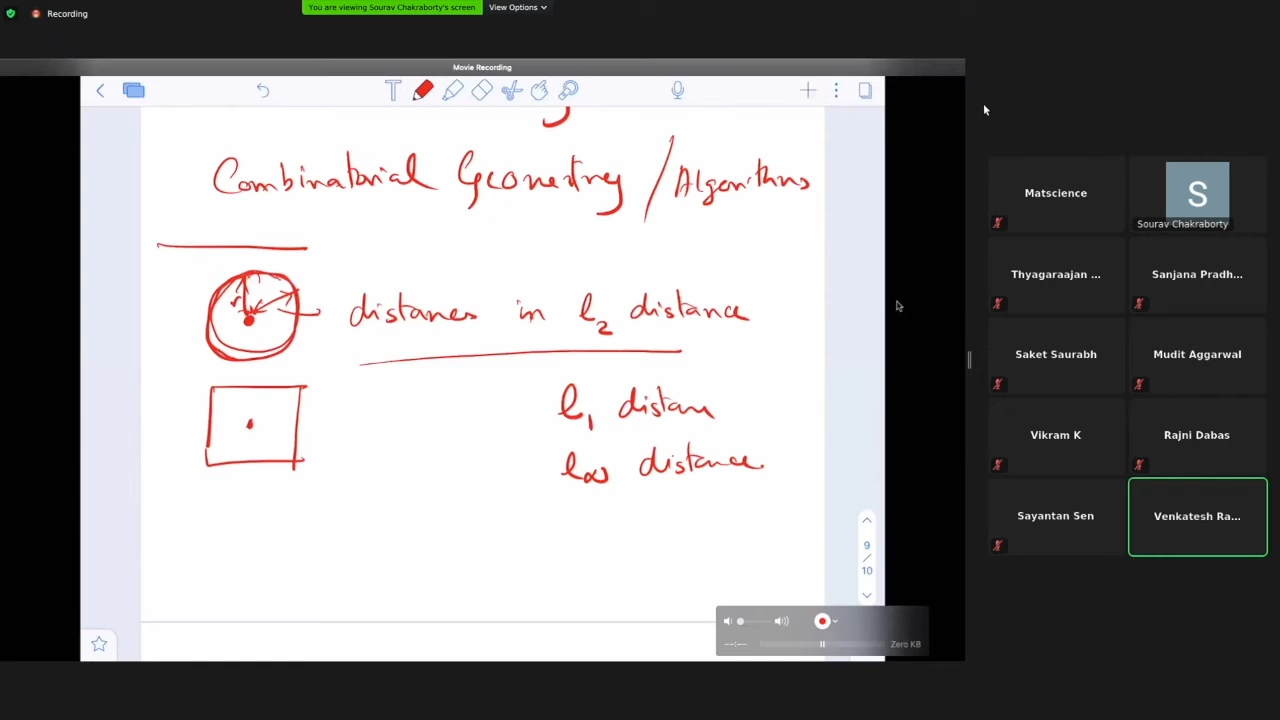 Recording
You are viewing Sourav Chakraborty's screen
View Options
Movie Recording
Combinatorial Geometry / Algorithms
r
distances in l2 distance
l1 distan
l∞ distance
9
/
10
--:--
Zero KB
Matscience
S
Sourav Chakraborty
Thyagaraajan ...
Sanjana Pradh...
Saket Saurabh
Mudit Aggarwal
Vikram K
Rajni Dabas
Sayantan Sen
Venkatesh Ra...